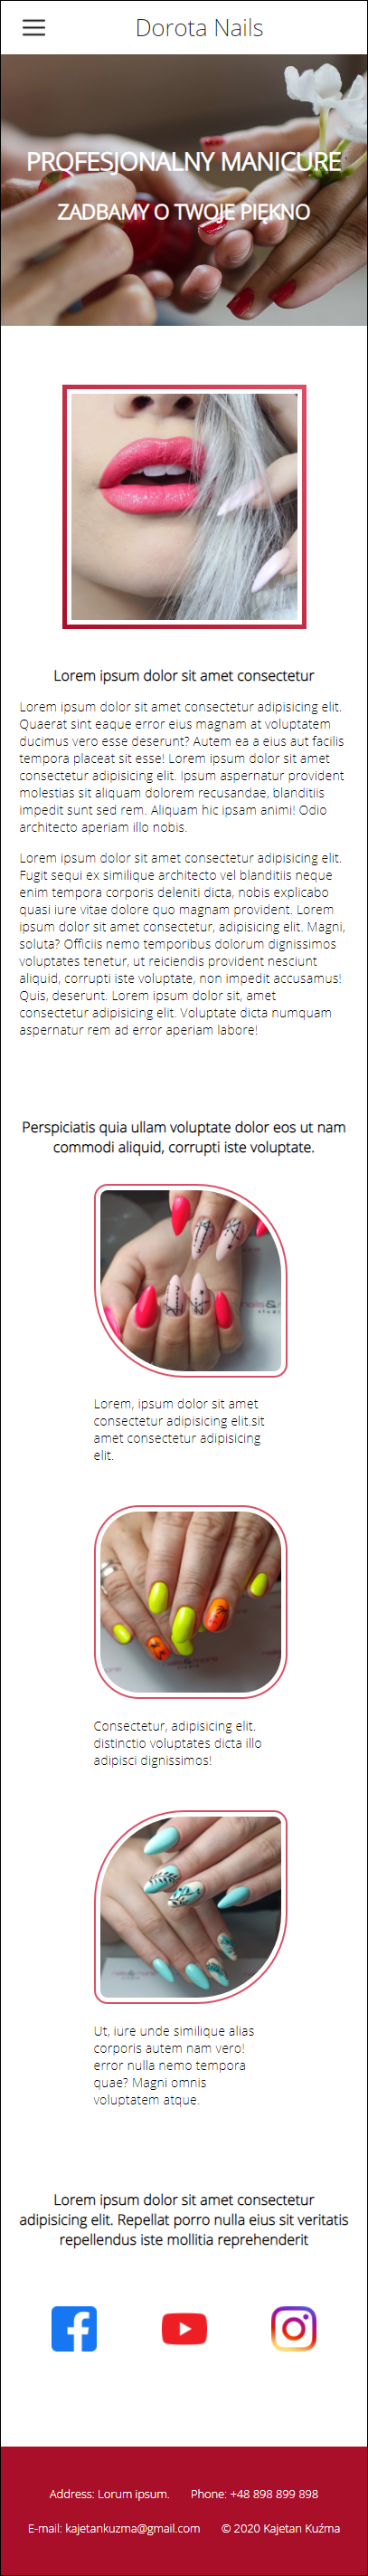 Dorota Nails
PROFESJONALNY MANICURE
ZADBAMY O TWOJE PIĘKNO
Lorem ipsum dolor sit amet consectetur
Lorem ipsum dolor sit amet consectetur adipisicing elit.
Quaerat sint eaque error eius magnam at voluptatem
ducimus vero esse deserunt? Autem ea a eius aut facilis
tempora placeat sit esse! Lorem ipsum dolor sit amet
consectetur adipisicing elit. Ipsum aspernatur provident
molestias sit aliquam dolorem recusandae, blanditiis
impedit sunt sed rem. Aliquam hic ipsam animi! Odio
architecto aperiam illo nobis.
Lorem ipsum dolor sit amet consectetur adipisicing elit.
Fugit sequi ex similique architecto vel blanditiis neque
enim tempora corporis deleniti dicta, nobis explicabo
quasi iure vitae dolore quo magnam provident. Lorem
ipsum dolor sit amet consectetur, adipisicing elit. Magni,
soluta? Officiis nemo temporibus dolorum dignissimos
voluptates tenetur, ut reiciendis provident nesciunt
aliquid, corrupti iste voluptate, non impedit accusamus!
Quis, deserunt. Lorem ipsum dolor sit, amet
consectetur adipisicing elit. Voluptate dicta numquam
aspernatur rem ad error aperiam labore!
Perspiciatis quia ullam voluptate dolor eos ut nam
commodi aliquid, corrupti iste voluptate.
Lorem, ipsum dolor sit amet
consectetur adipisicing elit.sit
amet consectetur adipisicing
elit.
Consectetur, adipisicing elit.
distinctio voluptates dicta illo
adipisci dignissimos!
Ut, iure unde similique alias
corporis autem nam vero!
error nulla nemo tempora
quae? Magni omnis
voluptatem atque.
Lorem ipsum dolor sit amet consectetur
adipisicing elit. Repellat porro nulla eius sit veritatis
repellendus iste mollitia reprehenderit
Address: Lorum ipsum. Phone: +48 898 899 898
E-mail: kajetankuzma@gmail.com © 2020 Kajetan Kuźma